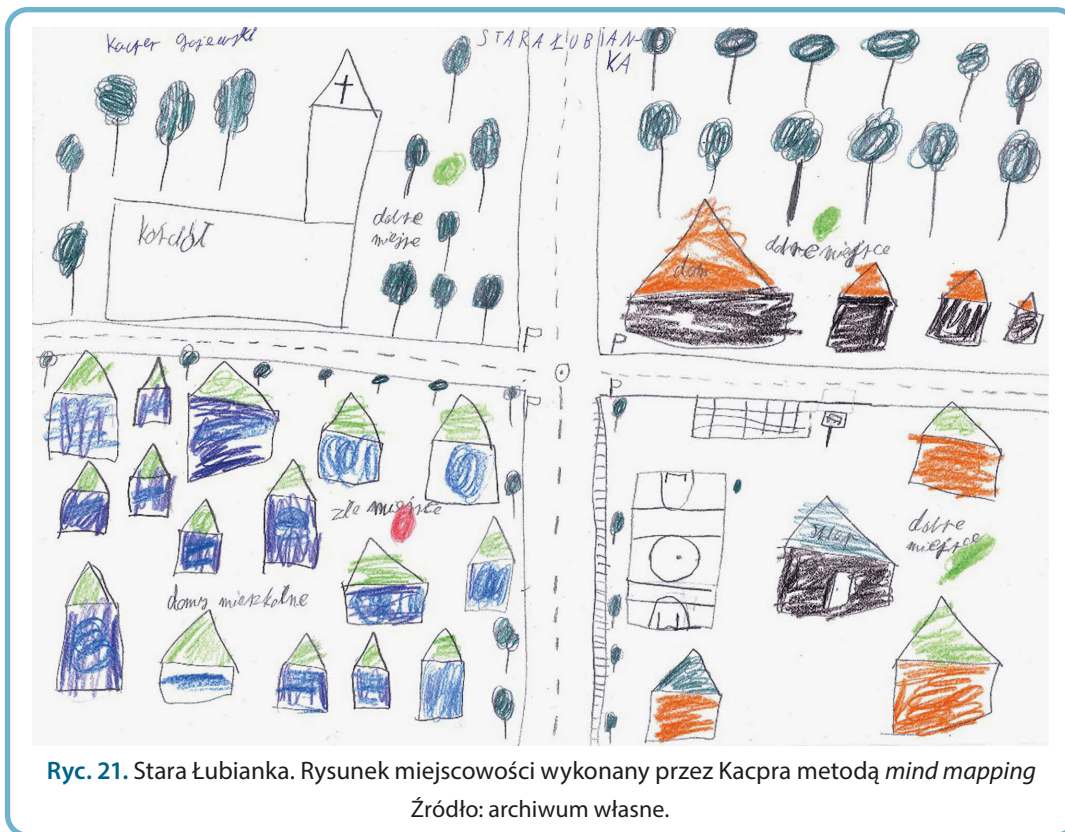 Kacper Gajewski
STARA ŁUBIAN-
KA
kościół
dobre
miejsce
dom
dobre miejsce
P
P
P
P
złe miejsce
domy mieszkalne
sklep
dobre
miejsce
Ryc. 21. Stara Łubianka. Rysunek miejscowości wykonany przez Kacpra metodą mind mapping
Źródło: archiwum własne.